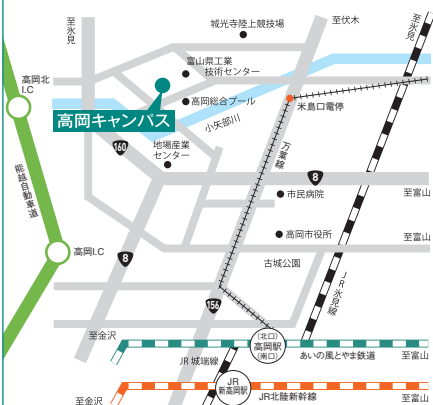 至氷見
城光寺陸上競技場
至伏木
至氷見
富山県工業
技術センター
高岡北
I.C
高岡総合プール
米島口電停
高岡キャンパス
小矢部川
160
地場産業
センター
万葉線
8
能越自動車道
市民病院
至富山
高岡市役所
至富山
高岡I.C
8
古城公園
JR氷見線
156
至金沢
(北口)
高岡駅
(南口)
JR城端線
あいの風とやま鉄道
至富山
JR
新高岡駅
JR北陸新幹線
至金沢
至富山